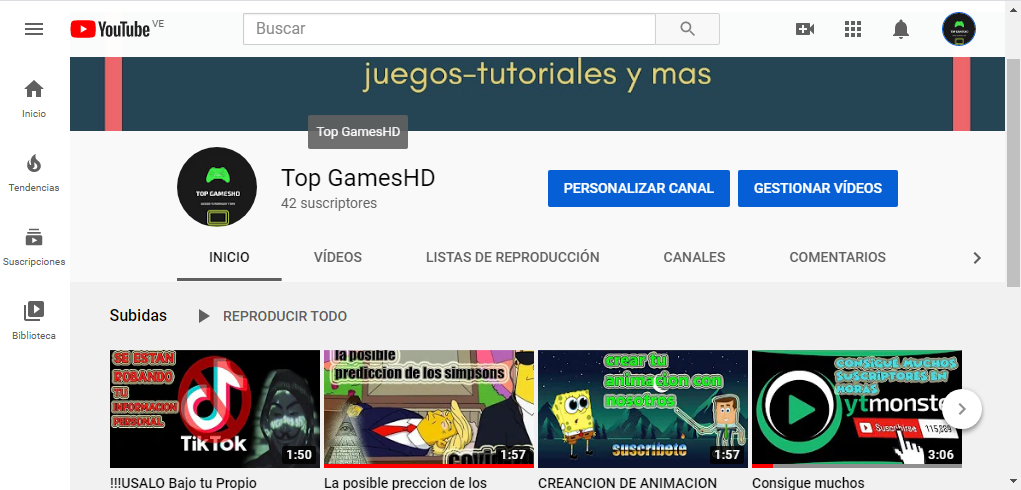 YouTube VE
Buscar
Inicio
Tendencias
Suscripciones
Biblioteca
juegos-tutoriales y mas
Top GamesHD
TOP GAMESHD
Top GamesHD
42 suscriptores
PERSONALIZAR CANAL
GESTIONAR VÍDEOS
INICIO
VÍDEOS
LISTAS DE REPRODUCCIÓN
CANALES
COMENTARIOS
Subidas
REPRODUCIR TODO
SE ESTAN
ROBANDO
TU
INFORMACION
PERSONAL
TikTok
1:50
la posible
prediccion de los simpsons
1:57
crear tu
animacion con
nosotros
suscribete
1:57
CONSIGUE MUCHOS
SUSCRIPTORES EN
HORAS
ytmonste
Suscribirse
3:06
!!!USALO Bajo tu Propio
La posible preccion de los
CREANCION DE ANIMACION
Consigue muchos